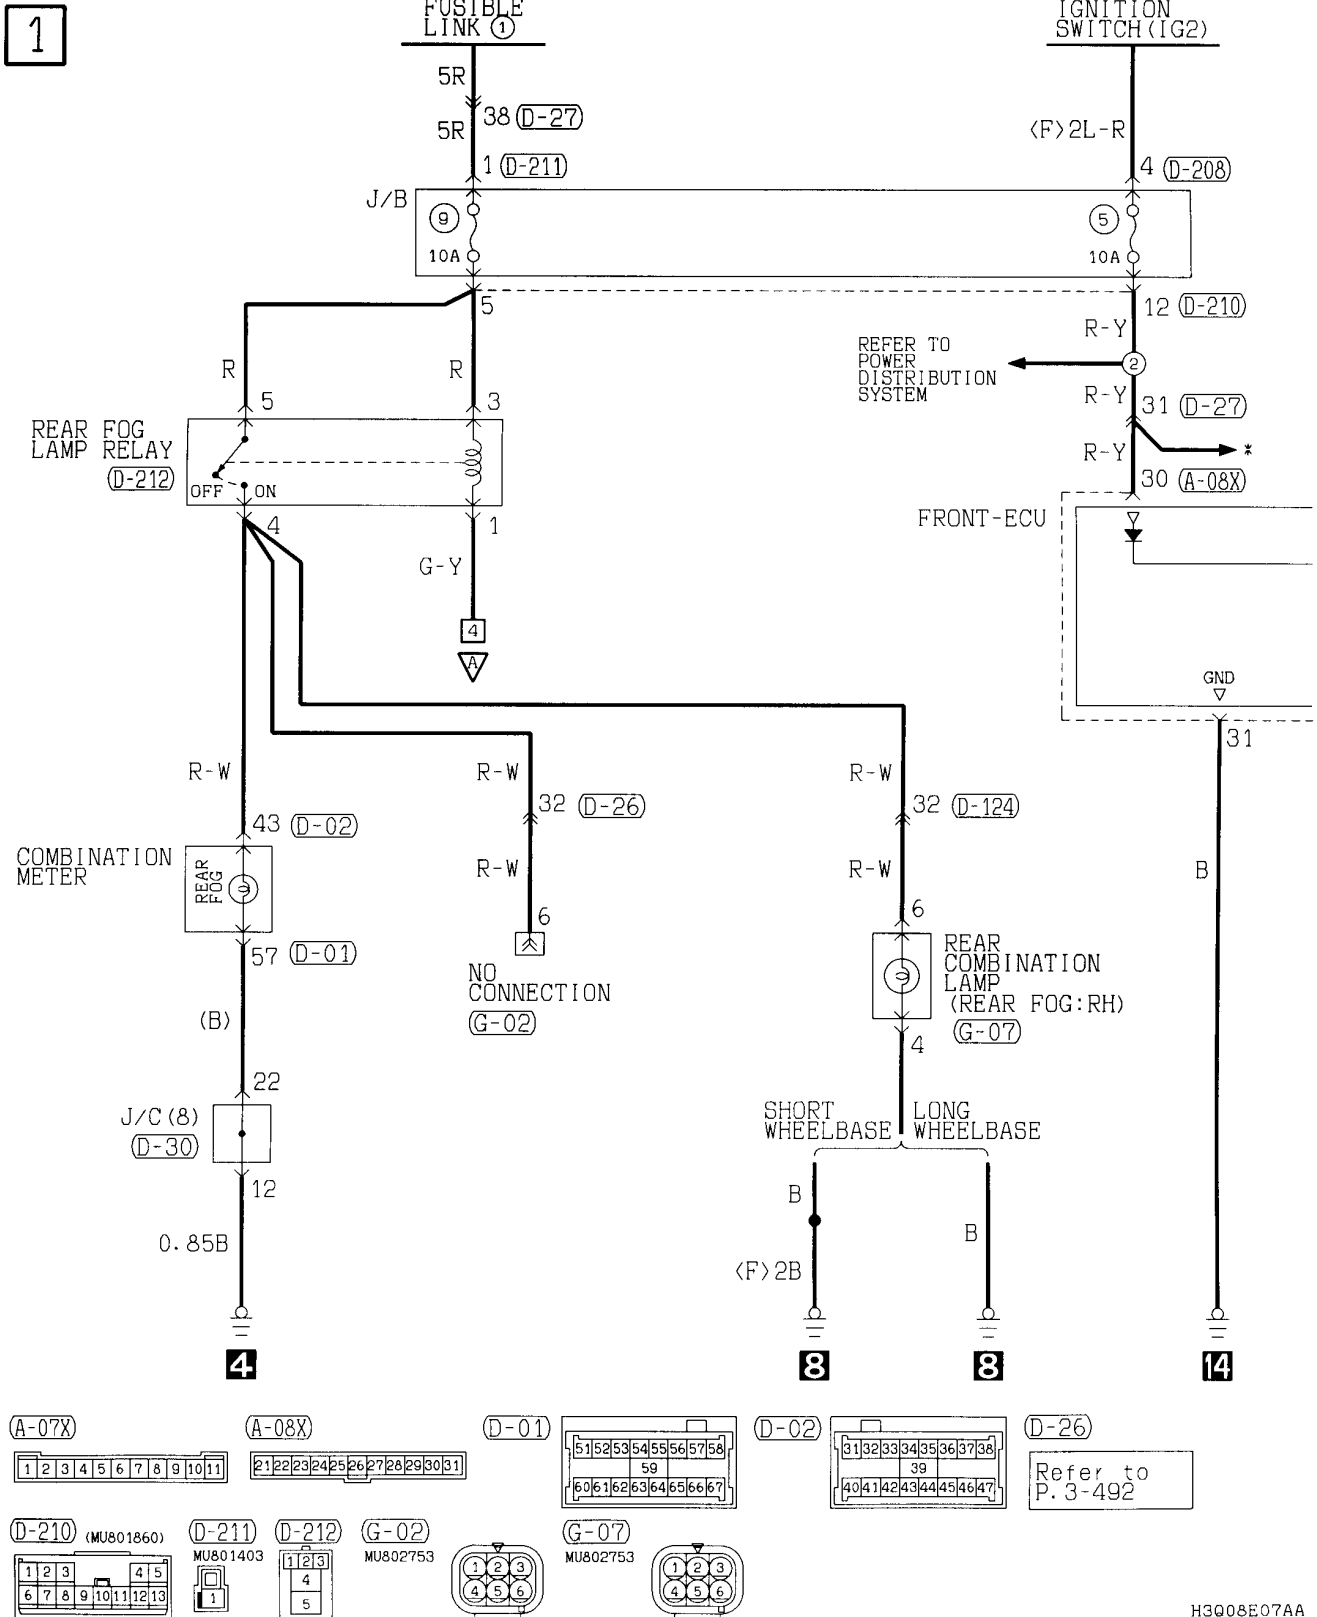 1
FUSIBLE
LINK ①
IGNITION
SWITCH(IG2)
5R
38 (D-27)
5R
<F>2L-R
1 (D-211)
4 (D-208)
J/B
9
10A
5
10A
5
12 (D-210)
R-Y
REFER TO
POWER
DISTRIBUTION
SYSTEM
2
R
R
R-Y
5
3
31 (D-27)
REAR FOG
LAMP RELAY
(D-212)
OFF
ON
R-Y
*
30 (A-08X)
4
1
FRONT-ECU
G-Y
4
A
GND
31
R-W
R-W
R-W
43 (D-02)
32 (D-26)
32 (D-124)
COMBINATION
METER
REAR
FOG
R-W
R-W
B
6
6
57 (D-01)
NO
CONNECTION
(G-02)
REAR
COMBINATION
LAMP
(REAR FOG:RH)
(G-07)
(B)
4
22
J/C(8)
(D-30)
SHORT
WHEELBASE
LONG
WHEELBASE
12
B
B
0.85B
<F>2B
4
8
8
14
(A-07X)
1 2 3 4 5 6 7 8 9 10 11
(A-08X)
21 22 23 24 25 26 27 28 29 30 31
(D-01)
51 52 53 54 55 56 57 58
59
60 61 62 63 64 65 66 67
(D-02)
31 32 33 34 35 36 37 38
39
40 41 42 43 44 45 46 47
(D-26)
Refer to
P.3-492
(D-210) (MU801860)
1 2 3 4 5
6 7 8 9 10 11 12 13
(D-211)
MU801403
1
(D-212)
1 2 3
4
5
(G-02)
MU802753
1 2 3
4 5 6
(G-07)
MU802753
1 2 3
4 5 6
H3Q08E07AA